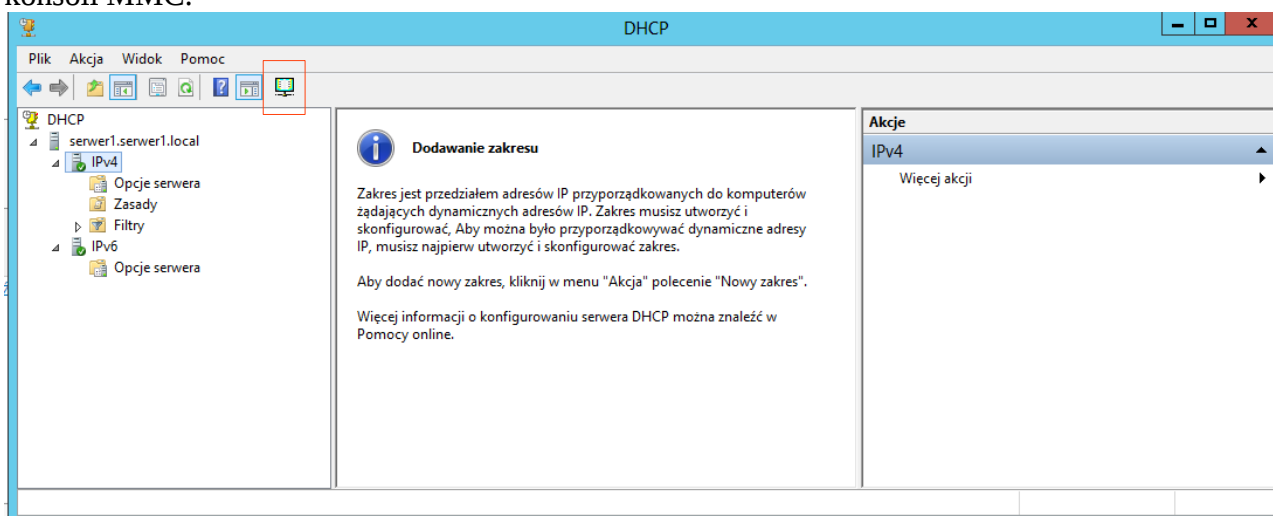 konsoli MMC.
DHCP
Plik Akcja Widok Pomoc
DHCP
serwer1.serwer1.local
IPv4
Opcje serwera
Zasady
Filtry
IPv6
Opcje serwera
Dodawanie zakresu
Zakres jest przedziałem adresów IP przyporządkowanych do komputerów
żądających dynamicznych adresów IP. Zakres musisz utworzyć i
skonfigurować, Aby można było przyporządkowywać dynamiczne adresy
IP, musisz najpierw utworzyć i skonfigurować zakres.
Aby dodać nowy zakres, kliknij w menu "Akcja" polecenie "Nowy zakres".
Więcej informacji o konfigurowaniu serwera DHCP można znaleźć w
Pomocy online.
Akcje
IPv4
Więcej akcji